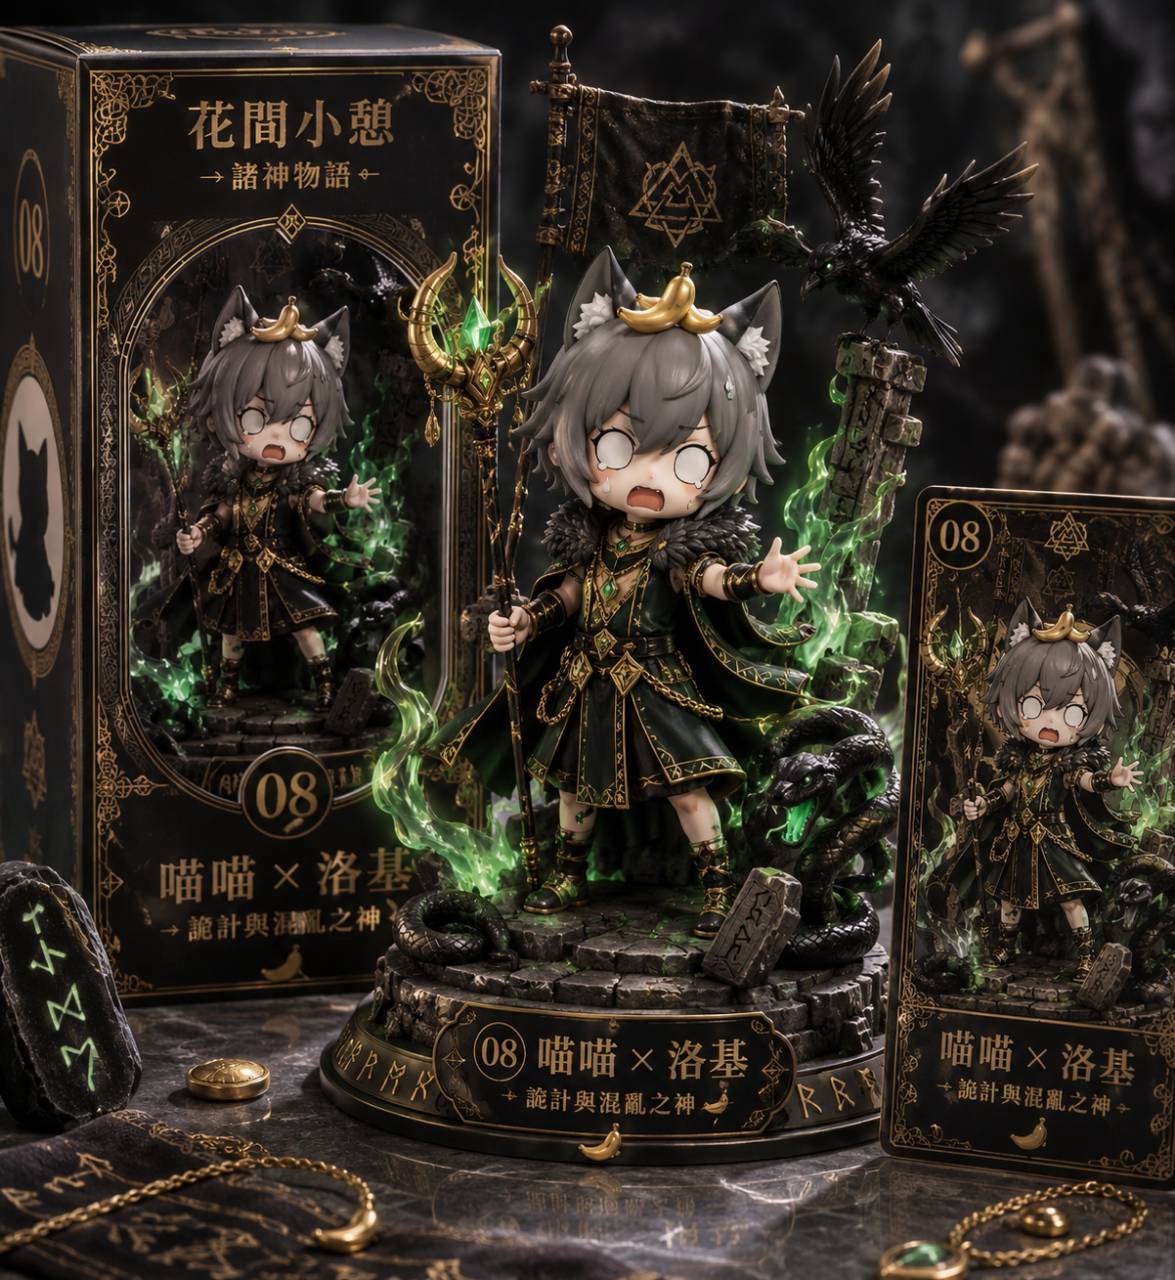 花間小憩
諸神物語
08
08
喵喵 × 洛基
詭計與混亂之神
08 喵喵 × 洛基
詭計與混亂之神
08
喵喵 × 洛基
詭計與混亂之神